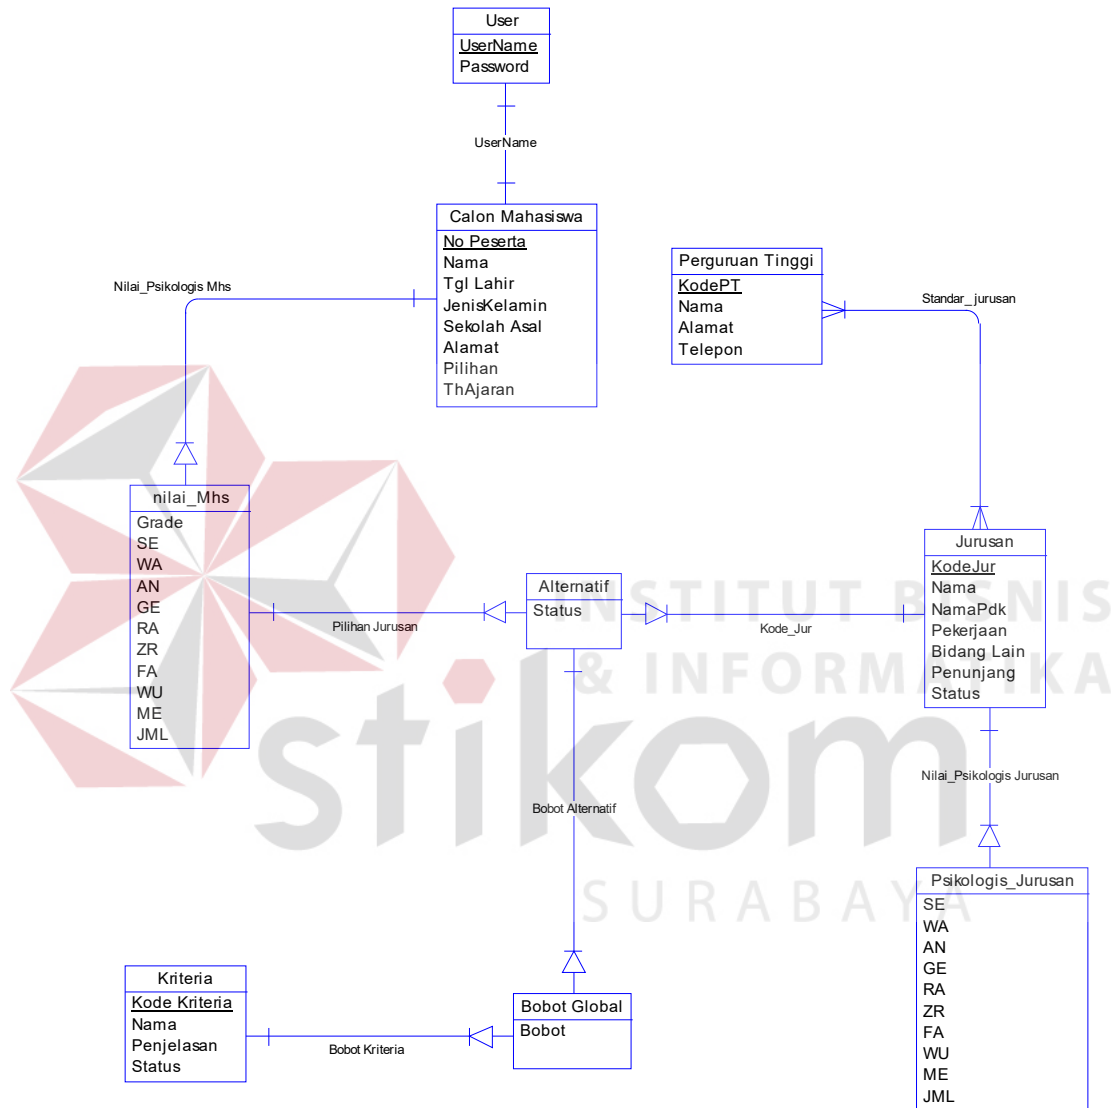 User
UserName
Password
UserName
Calon Mahasiswa
No Peserta
Nama
Tgl Lahir
JenisKelamin
Sekolah Asal
Alamat
Pilihan
ThAjaran
Perguruan Tinggi
KodePT
Nama
Alamat
Telepon
Nilai_Psikologis Mhs
Standar_ jurusan
nilai_Mhs
Grade
SE
WA
AN
GE
RA
ZR
FA
WU
ME
JML
Pilihan Jurusan
Alternatif
Status
Kode_Jur
Jurusan
KodeJur
Nama
NamaPdk
Pekerjaan
Bidang Lain
Penunjang
Status
INSTITUT BISNIS
& INFORMATIKA
stikom
SURABAYA
Nilai_Psikologis Jurusan
Bobot Alternatif
Psikologis_Jurusan
SE
WA
AN
GE
RA
ZR
FA
WU
ME
JML
Kriteria
Kode Kriteria
Nama
Penjelasan
Status
Bobot Kriteria
Bobot Global
Bobot